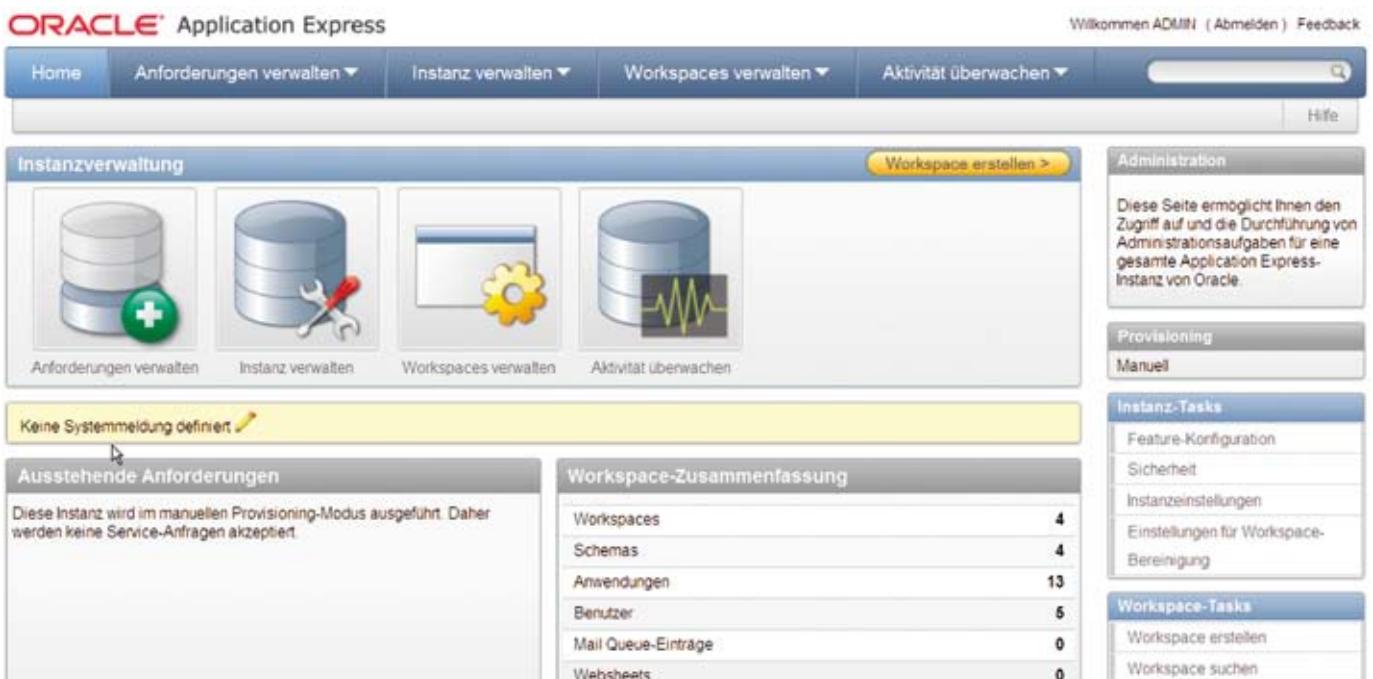 ORACLE Application Express
Willkommen ADMIN ( Abmelden ) Feedback
Home
Anforderungen verwalten
Instanz verwalten
Workspaces verwalten
Aktivität überwachen
Hilfe
Instanzverwaltung
Workspace erstellen >
Anforderungen verwalten
Instanz verwalten
Workspaces verwalten
Aktivität überwachen
Keine Systemmeldung definiert
Ausstehende Anforderungen
Diese Instanz wird im manuellen Provisioning-Modus ausgeführt. Daher
werden keine Service-Anfragen akzeptiert.
Workspace-Zusammenfassung
Workspaces 4
Schemas 4
Anwendungen 13
Benutzer 5
Mail Queue-Einträge 0
Websheets 0
Administration
Diese Seite ermöglicht Ihnen den
Zugriff auf und die Durchführung von
Administrationsaufgaben für eine
gesamte Application Express-
Instanz von Oracle.
Provisioning
Manuell
Instanz-Tasks
Feature-Konfiguration
Sicherheit
Instanzeinstellungen
Einstellungen für Workspace-
Bereinigung
Workspace-Tasks
Workspace erstellen
Workspace suchen